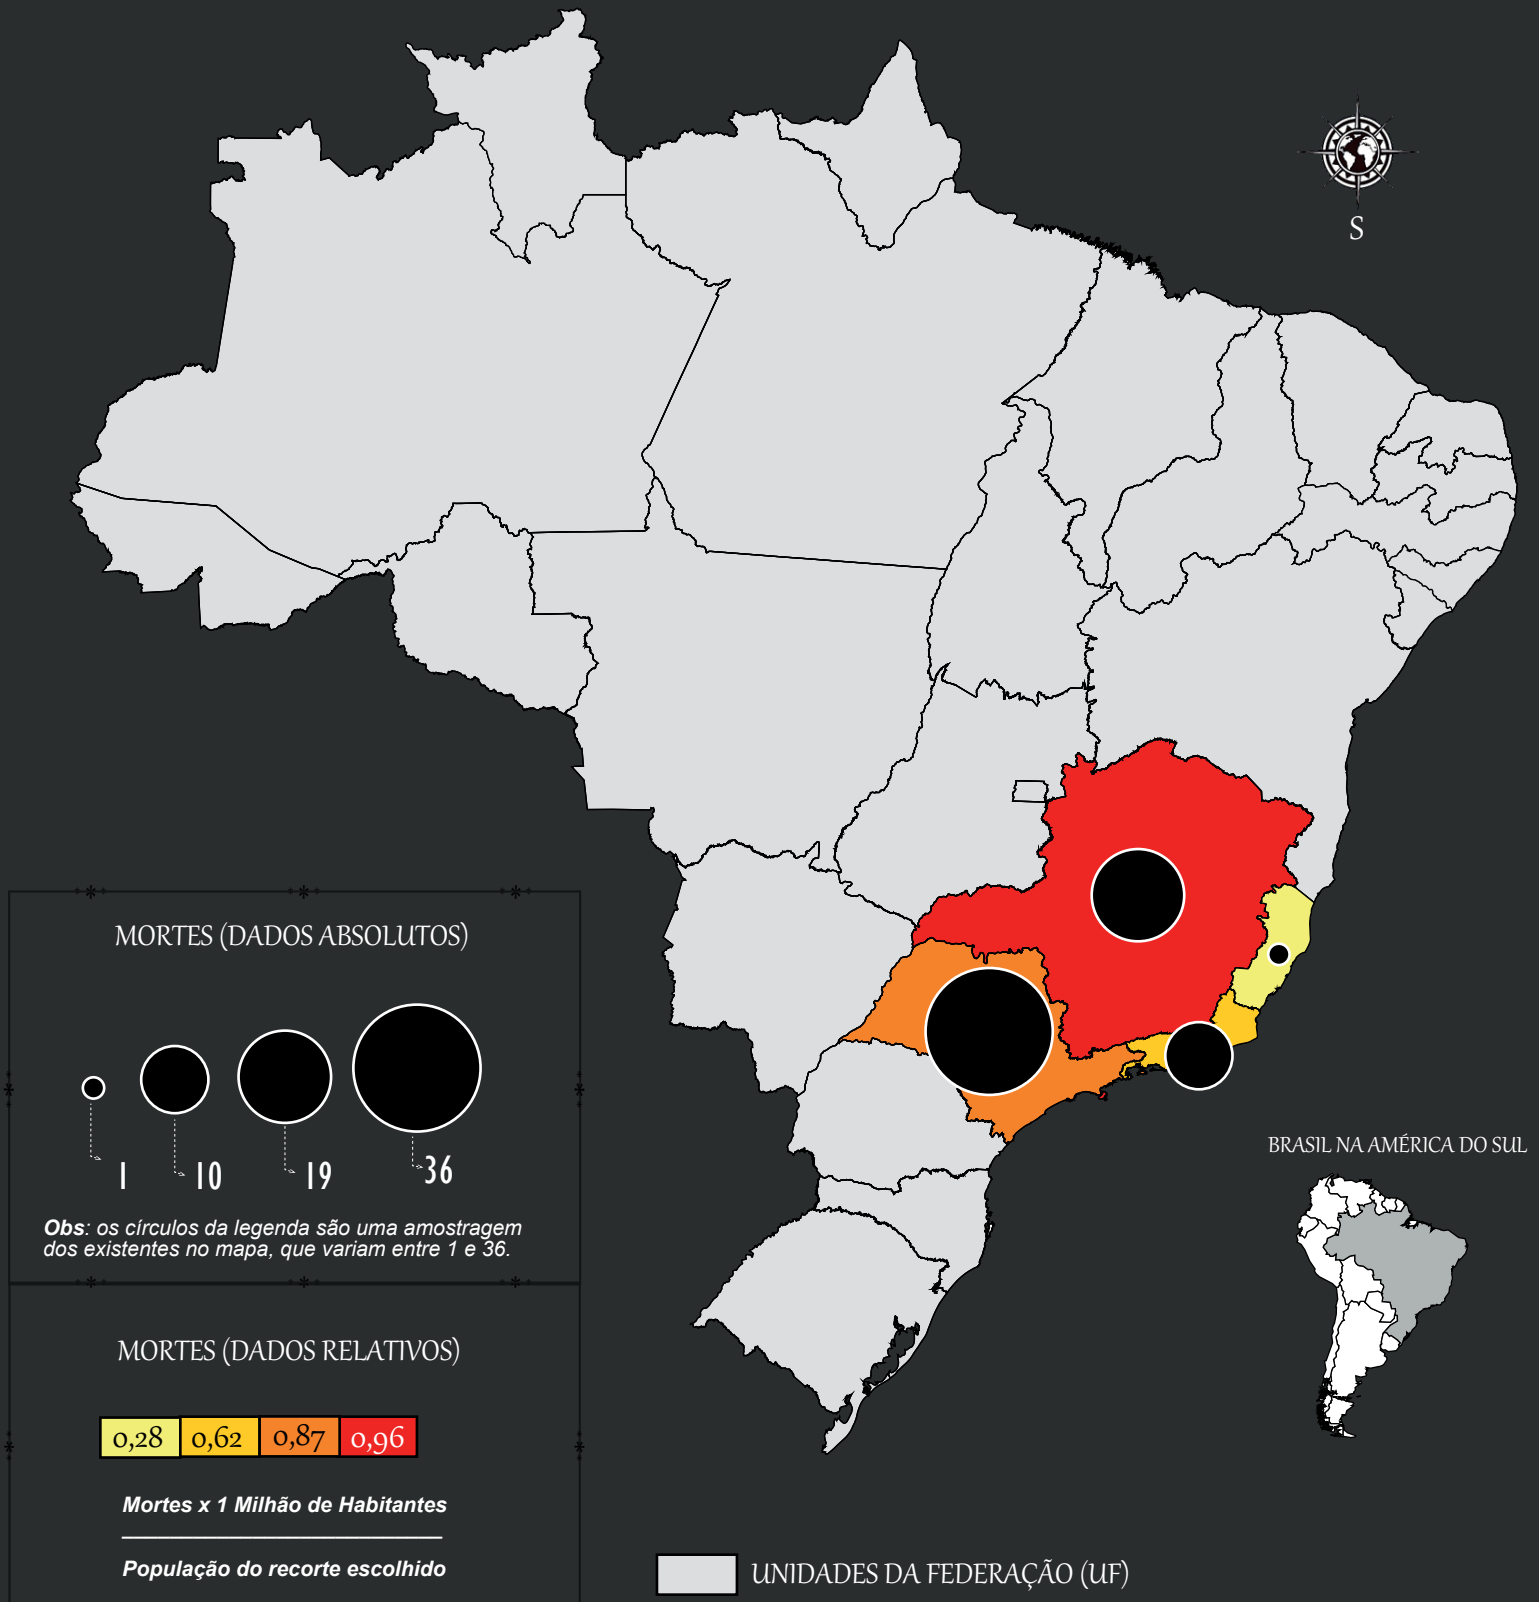 S
MORTES (DADOS ABSOLUTOS)
1
10
19
36
Obs: os círculos da legenda são uma amostragem
dos existentes no mapa, que variam entre 1 e 36.
BRASIL NA AMÉRICA DO SUL
MORTES (DADOS RELATIVOS)
0,28 0,62 0,87 0,96
Mortes x 1 Milhão de Habitantes
População do recorte escolhido
UNIDADES DA FEDERAÇÃO (UF)